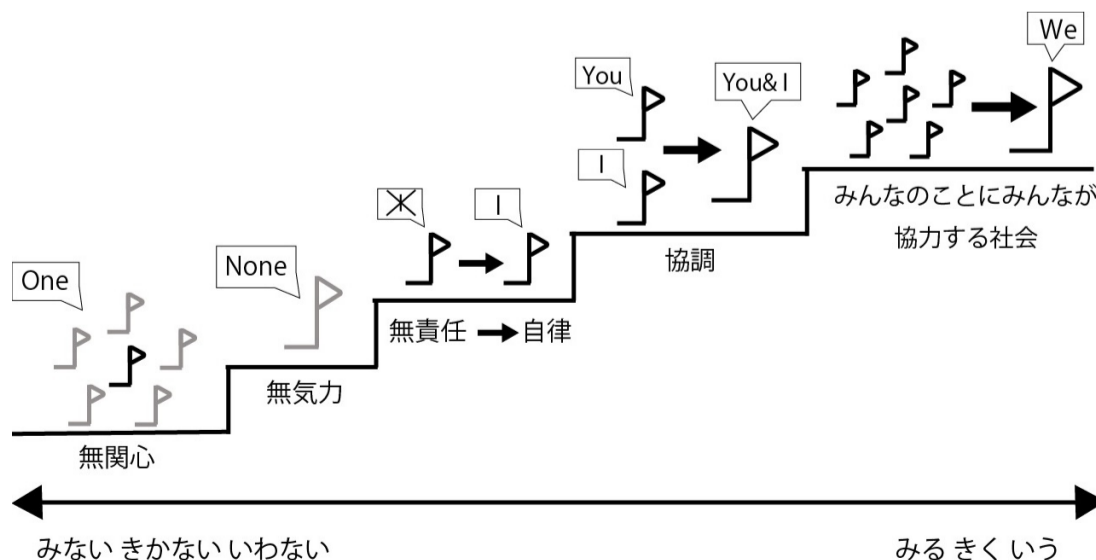 We
You
You& I
I
みんなのことにみんなが
協力する社会
I
I
協調
One
None
無責任 → 自律
無気力
無関心
みない きかない いわない
みる きく いう